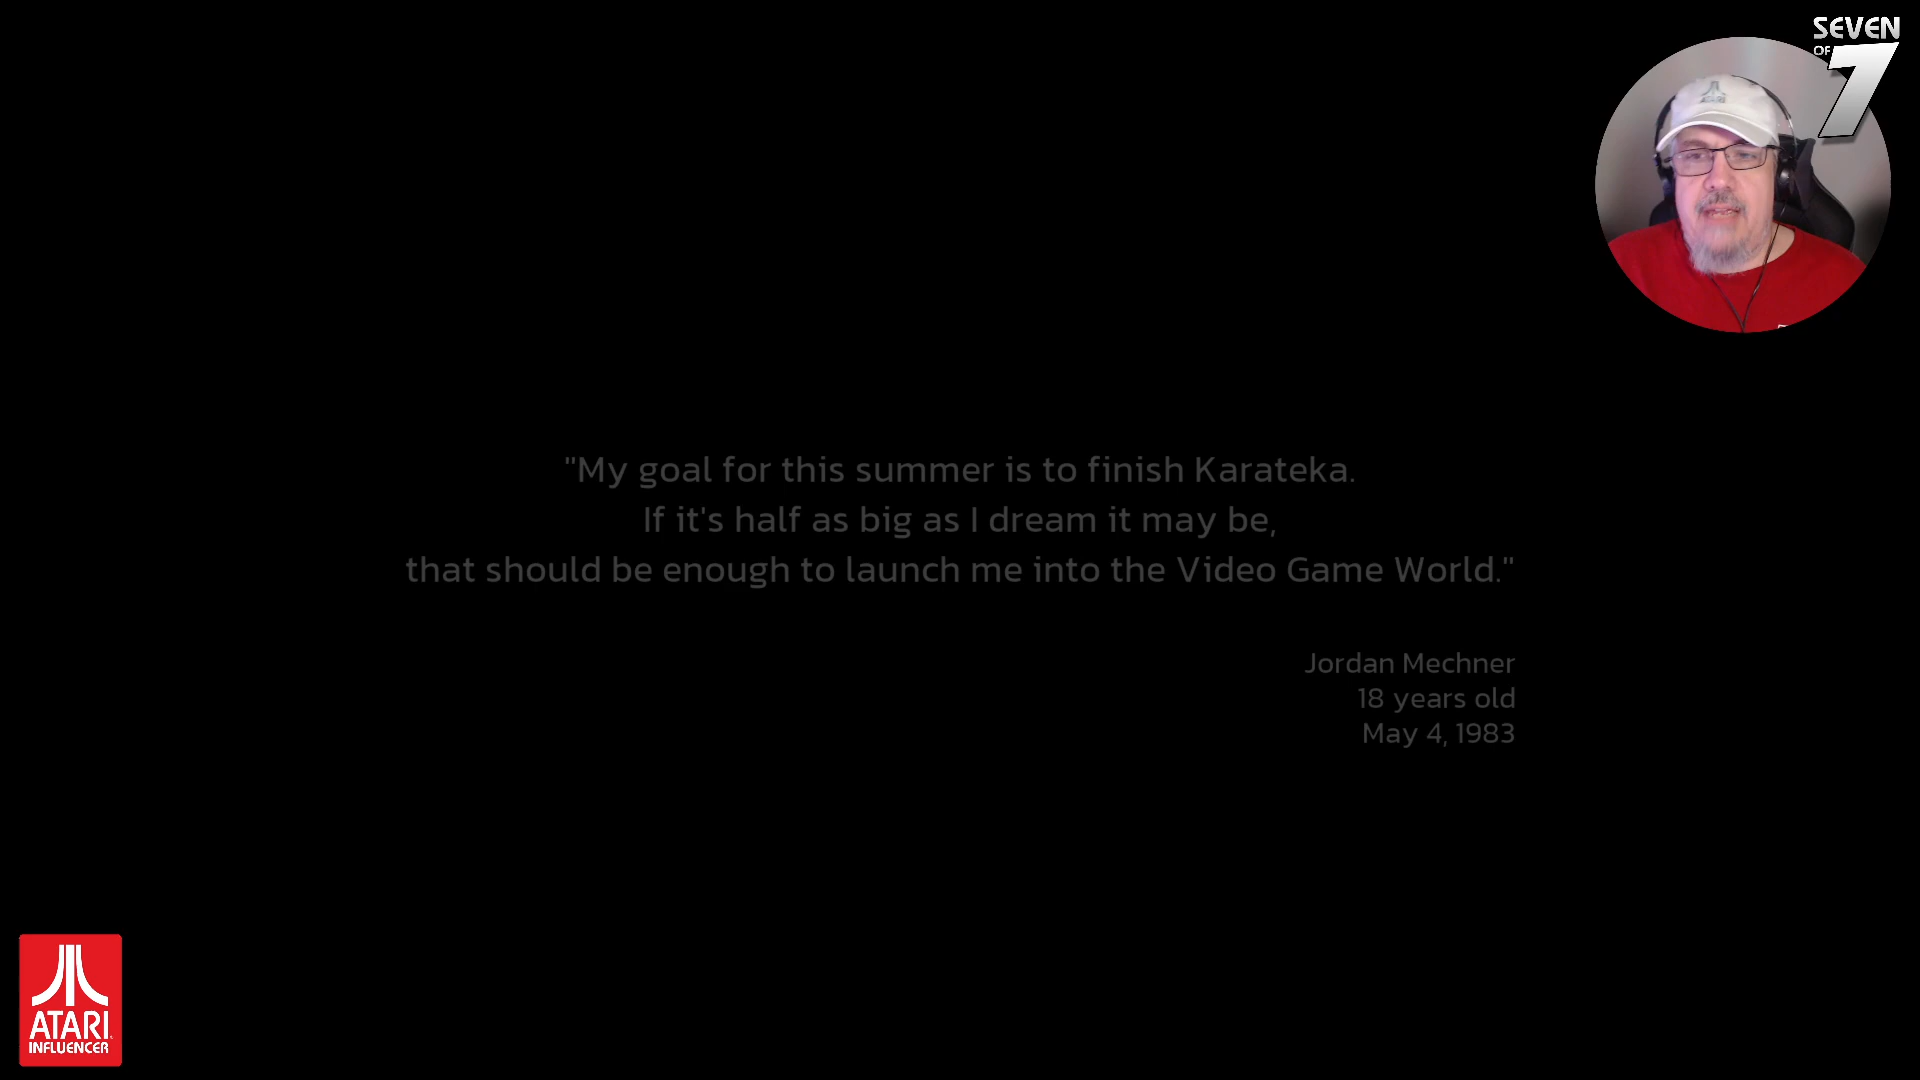 SEVEN
OF 7
"My goal for this summer is to finish Karateka.
If it's half as big as I dream it may be,
that should be enough to launch me into the Video Game World."
Jordan Mechner
18 years old
May 4, 1983
ATARI
INFLUENCER